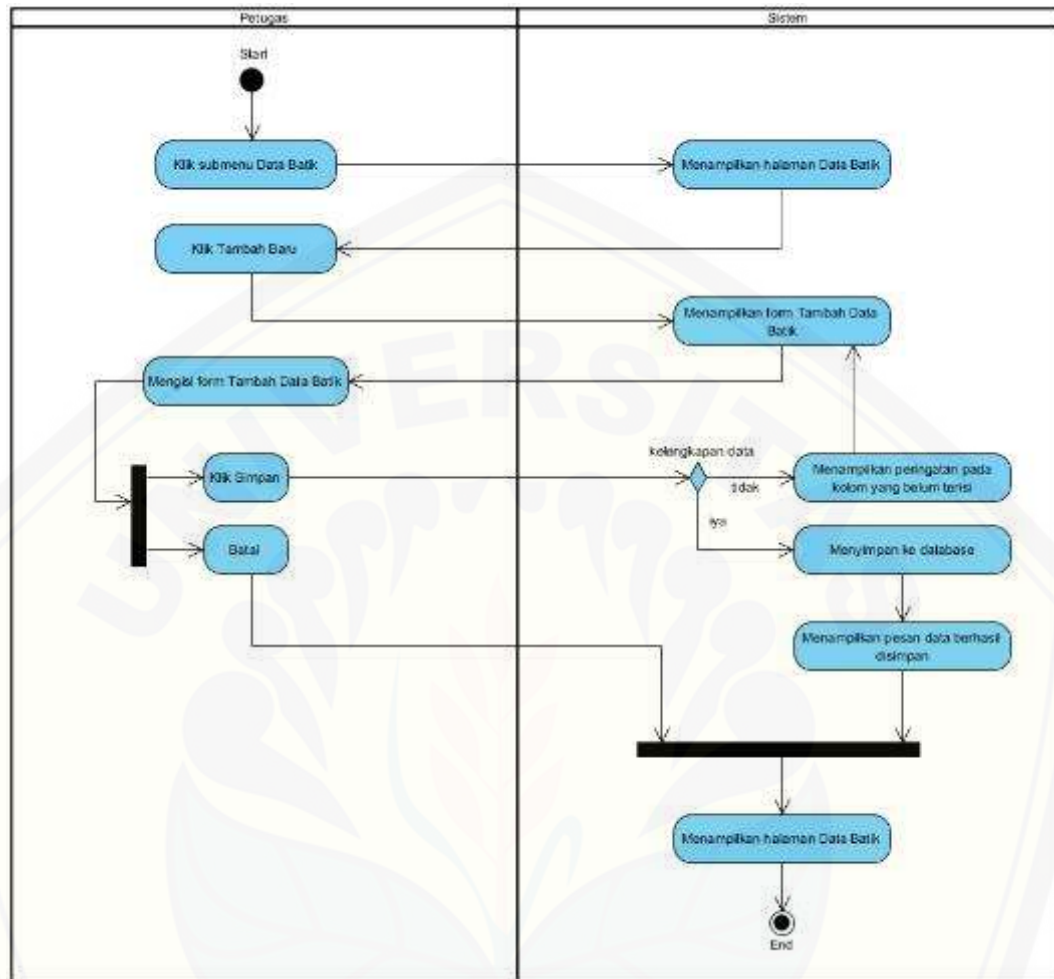 Petugas
Sistem
Start
Klik submenu Data Batik
Menampilkan halaman Data Batik
Klik Tambah Baru
Menampilkan form Tambah Data
Batik
Mengisi form Tambah Data Batik
kelengkapan data
Klik Simpan
tidak
Menampilkan peringatan pada
kolom yang belum terisi
iya
Batal
Menyimpan ke database
Menampilkan pesan data berhasil
disimpan
Menampilkan halaman Data Batik
End
UNIVERSITAS